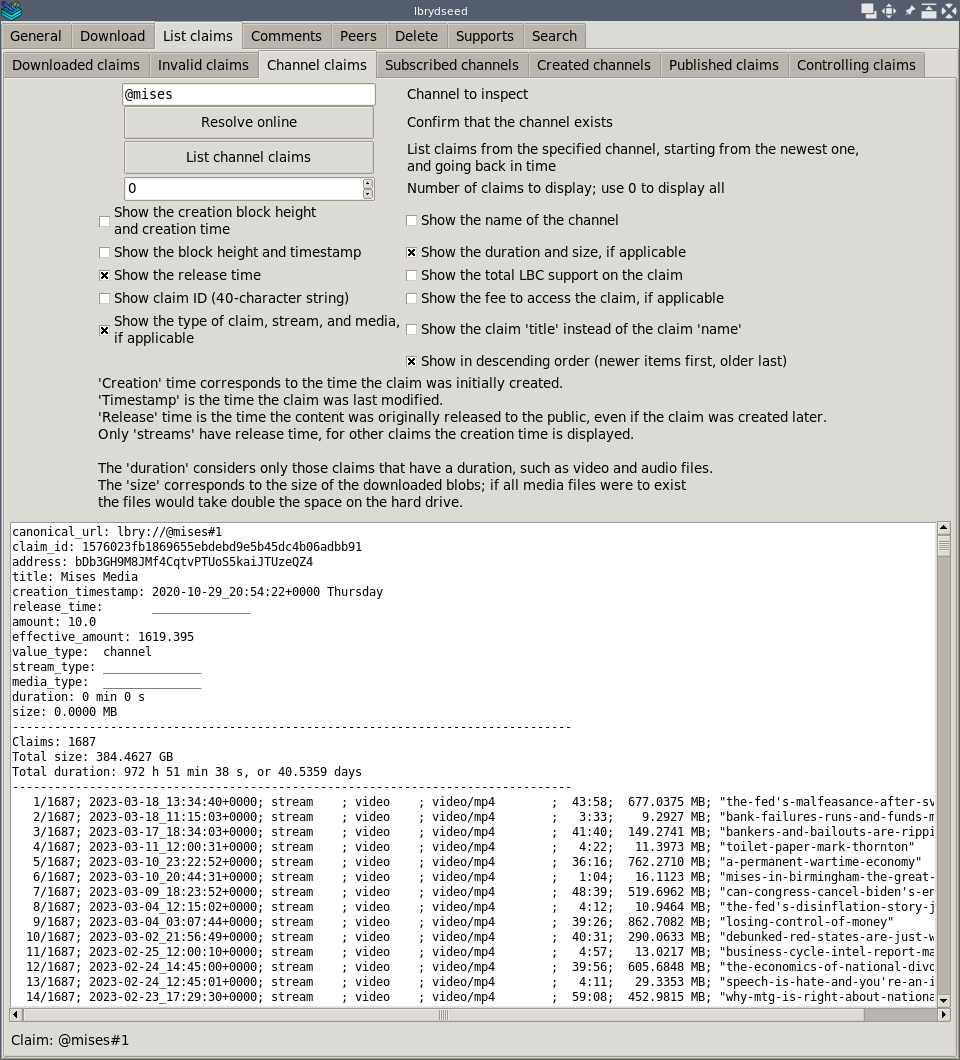 lbrydseed
General Download List claims Comments Peers Delete Supports Search
Downloaded claims Invalid claims Channel claims Subscribed channels Created channels Published claims Controlling claims
@mises Channel to inspect
Resolve online Confirm that the channel exists
List channel claims List claims from the specified channel, starting from the newest one,
and going back in time
0 Number of claims to display; use 0 to display all
Show the creation block height
and creation time
Show the name of the channel
Show the block height and timestamp Show the duration and size, if applicable
Show the release time Show the total LBC support on the claim
Show claim ID (40-character string) Show the fee to access the claim, if applicable
Show the type of claim, stream, and media,
if applicable
Show the claim 'title' instead of the claim 'name'
Show in descending order (newer items first, older last)
'Creation' time corresponds to the time the claim was initially created.
'Timestamp' is the time the claim was last modified.
'Release' time is the time the content was originally released to the public, even if the claim was created later.
Only 'streams' have release time, for other claims the creation time is displayed.
The 'duration' considers only those claims that have a duration, such as video and audio files.
The 'size' corresponds to the size of the downloaded blobs; if all media files were to exist
the files would take double the space on the hard drive.
canonical_url: lbry://@mises#1
claim_id: 1576023fb1869655ebdebd9e5b45dc4b06adbb91
address: bDb3GH9M8JMf4CqtvPTUoS5kaiJTUzeQZ4
title: Mises Media
creation_timestamp: 2020-10-29_20:54:22+0000 Thursday
release_time: ______________
amount: 10.0
effective_amount: 1619.395
value_type: channel
stream_type: ______________
media_type: ______________
duration: 0 min 0 s
size: 0.0000 MB
--------------------------------------------------------------------------------
Claims: 1687
Total size: 384.4627 GB
Total duration: 972 h 51 min 38 s, or 40.5359 days
--------------------------------------------------------------------------------
1/1687; 2023-03-18_13:34:40+0000; stream ; video ; video/mp4 ; 43:58; 677.0375 MB; "the-fed's-malfeasance-after-sv
2/1687; 2023-03-18_11:15:03+0000; stream ; video ; video/mp4 ; 3:33; 9.2927 MB; "bank-failures-runs-and-funds-m
3/1687; 2023-03-17_18:34:03+0000; stream ; video ; video/mp4 ; 41:40; 149.2741 MB; "bankers-and-bailouts-are-rippi
4/1687; 2023-03-11_12:00:31+0000; stream ; video ; video/mp4 ; 4:22; 11.3973 MB; "toilet-paper-mark-thornton"
5/1687; 2023-03-10_23:22:52+0000; stream ; video ; video/mp4 ; 36:16; 762.2710 MB; "a-permanent-wartime-economy"
6/1687; 2023-03-10_20:44:31+0000; stream ; video ; video/mp4 ; 1:04; 16.1123 MB; "mises-in-birmingham-the-great-
7/1687; 2023-03-09_18:23:52+0000; stream ; video ; video/mp4 ; 48:39; 519.6962 MB; "can-congress-cancel-biden's-en
8/1687; 2023-03-04_12:15:02+0000; stream ; video ; video/mp4 ; 4:12; 10.9464 MB; "the-fed's-disinflation-story-j
9/1687; 2023-03-04_03:07:44+0000; stream ; video ; video/mp4 ; 39:26; 862.7082 MB; "losing-control-of-money"
10/1687; 2023-03-02_21:56:49+0000; stream ; video ; video/mp4 ; 40:31; 290.0633 MB; "debunked-red-states-are-just-w
11/1687; 2023-02-25_12:00:10+0000; stream ; video ; video/mp4 ; 4:57; 13.0217 MB; "business-cycle-intel-report-ma
12/1687; 2023-02-24_14:45:00+0000; stream ; video ; video/mp4 ; 39:56; 605.6848 MB; "the-economics-of-national-divo
13/1687; 2023-02-24_12:45:01+0000; stream ; video ; video/mp4 ; 4:11; 29.3353 MB; "speech-is-hate-and-you're-an-i
14/1687; 2023-02-23_17:29:30+0000; stream ; video ; video/mp4 ; 59:08; 452.9815 MB; "why-mtg-is-right-about-nationa
Claim: @mises#1